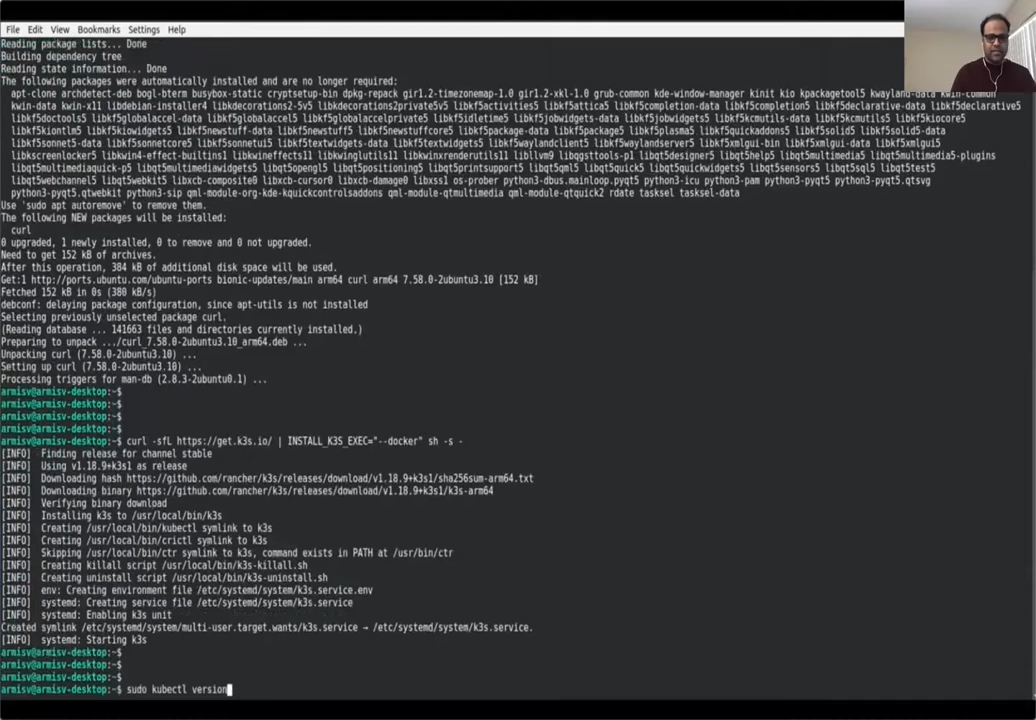 File Edit View Bookmarks Settings Help
Reading package lists... Done
Building dependency tree
Reading state information... Done
The following packages were automatically installed and are no longer required:
apt-clone archdetect-deb bogl-bterm busybox-static cryptsetup-bin dpkg-repack gir1.2-timezonemap-1.0 gir1.2-xkl-1.0 grub-common kde-window-manager kinit kio kpackagetool5 kwayland-data kwin-common
kwin-data kwin-x11 libdebian-installer4 libkdecorations2-5v5 libkdecorations2private5v5 libkf5activities5 libkf5attica5 libkf5completion-data libkf5completion5 libkf5declarative-data libkf5declarative5
libkf5doctools5 libkf5globalaccel-data libkf5globalaccel5 libkf5globalaccelprivate5 libkf5idletime5 libkf5jobwidgets-data libkf5jobwidgets5 libkf5kcmutils-data libkf5kcmutils5 libkf5kiocore5
libkf5kiontlm5 libkf5kiowidgets5 libkf5newstuff-data libkf5newstuff5 libkf5newstuffcore5 libkf5package-data libkf5package5 libkf5plasma5 libkf5quickaddons5 libkf5solid5 libkf5solid5-data
libkf5sonnet5-data libkf5sonnetcore5 libkf5sonnetui5 libkf5textwidgets-data libkf5textwidgets5 libkf5waylandclient5 libkf5waylandserver5 libkf5xmlgui-bin libkf5xmlgui-data libkf5xmlgui5
libkscreenlocker5 libkwin4-effect-builtins1 libkwineffects11 libkwinglutils11 libkwinxrenderutils11 libllvm9 libqgsttools-p1 libqt5designer5 libqt5help5 libqt5multimedia5 libqt5multimedia5-plugins
libqt5multimediaquick-p5 libqt5multimediawidgets5 libqt5opengl5 libqt5positioning5 libqt5printsupport5 libqt5qml5 libqt5quick5 libqt5quickwidgets5 libqt5sensors5 libqt5sql5 libqt5test5
libqt5webchannel5 libqt5webkit5 libxcb-composite0 libxcb-cursor0 libxcb-damage0 libxss1 os-prober python3-dbus.mainloop.pyqt5 python3-icu python3-pam python3-pyqt5 python3-pyqt5.qtsvg
python3-pyqt5.qtwebkit python3-sip qml-module-org-kde-kquickcontrolsaddons qml-module-qtmultimedia qml-module-qtquick2 rdate tasksel tasksel-data
Use 'sudo apt autoremove' to remove them.
The following NEW packages will be installed:
curl
0 upgraded, 1 newly installed, 0 to remove and 0 not upgraded.
Need to get 152 kB of archives.
After this operation, 384 kB of additional disk space will be used.
Get:1 http://ports.ubuntu.com/ubuntu-ports bionic-updates/main arm64 curl arm64 7.58.0-2ubuntu3.10 [152 kB]
Fetched 152 kB in 0s (380 kB/s)
debconf: delaying package configuration, since apt-utils is not installed
Selecting previously unselected package curl.
(Reading database ... 141663 files and directories currently installed.)
Preparing to unpack .../curl_7.58.0-2ubuntu3.10_arm64.deb ...
Unpacking curl (7.58.0-2ubuntu3.10) ...
Setting up curl (7.58.0-2ubuntu3.10) ...
Processing triggers for man-db (2.8.3-2ubuntu0.1) ...
armisv@armisv-desktop:~$
armisv@armisv-desktop:~$
armisv@armisv-desktop:~$
armisv@armisv-desktop:~$
armisv@armisv-desktop:~$ curl -sfL https://get.k3s.io/ | INSTALL_K3S_EXEC="--docker" sh -s -
[INFO] Finding release for channel stable
[INFO] Using v1.18.9+k3s1 as release
[INFO] Downloading hash https://github.com/rancher/k3s/releases/download/v1.18.9+k3s1/sha256sum-arm64.txt
[INFO] Downloading binary https://github.com/rancher/k3s/releases/download/v1.18.9+k3s1/k3s-arm64
[INFO] Verifying binary download
[INFO] Installing k3s to /usr/local/bin/k3s
[INFO] Creating /usr/local/bin/kubectl symlink to k3s
[INFO] Creating /usr/local/bin/crictl symlink to k3s
[INFO] Skipping /usr/local/bin/ctr symlink to k3s, command exists in PATH at /usr/bin/ctr
[INFO] Creating killall script /usr/local/bin/k3s-killall.sh
[INFO] Creating uninstall script /usr/local/bin/k3s-uninstall.sh
[INFO] env: Creating environment file /etc/systemd/system/k3s.service.env
[INFO] systemd: Creating service file /etc/systemd/system/k3s.service
[INFO] systemd: Enabling k3s unit
Created symlink /etc/systemd/system/multi-user.target.wants/k3s.service → /etc/systemd/system/k3s.service.
[INFO] systemd: Starting k3s
armisv@armisv-desktop:~$
armisv@armisv-desktop:~$
armisv@armisv-desktop:~$
armisv@armisv-desktop:~$ sudo kubectl version